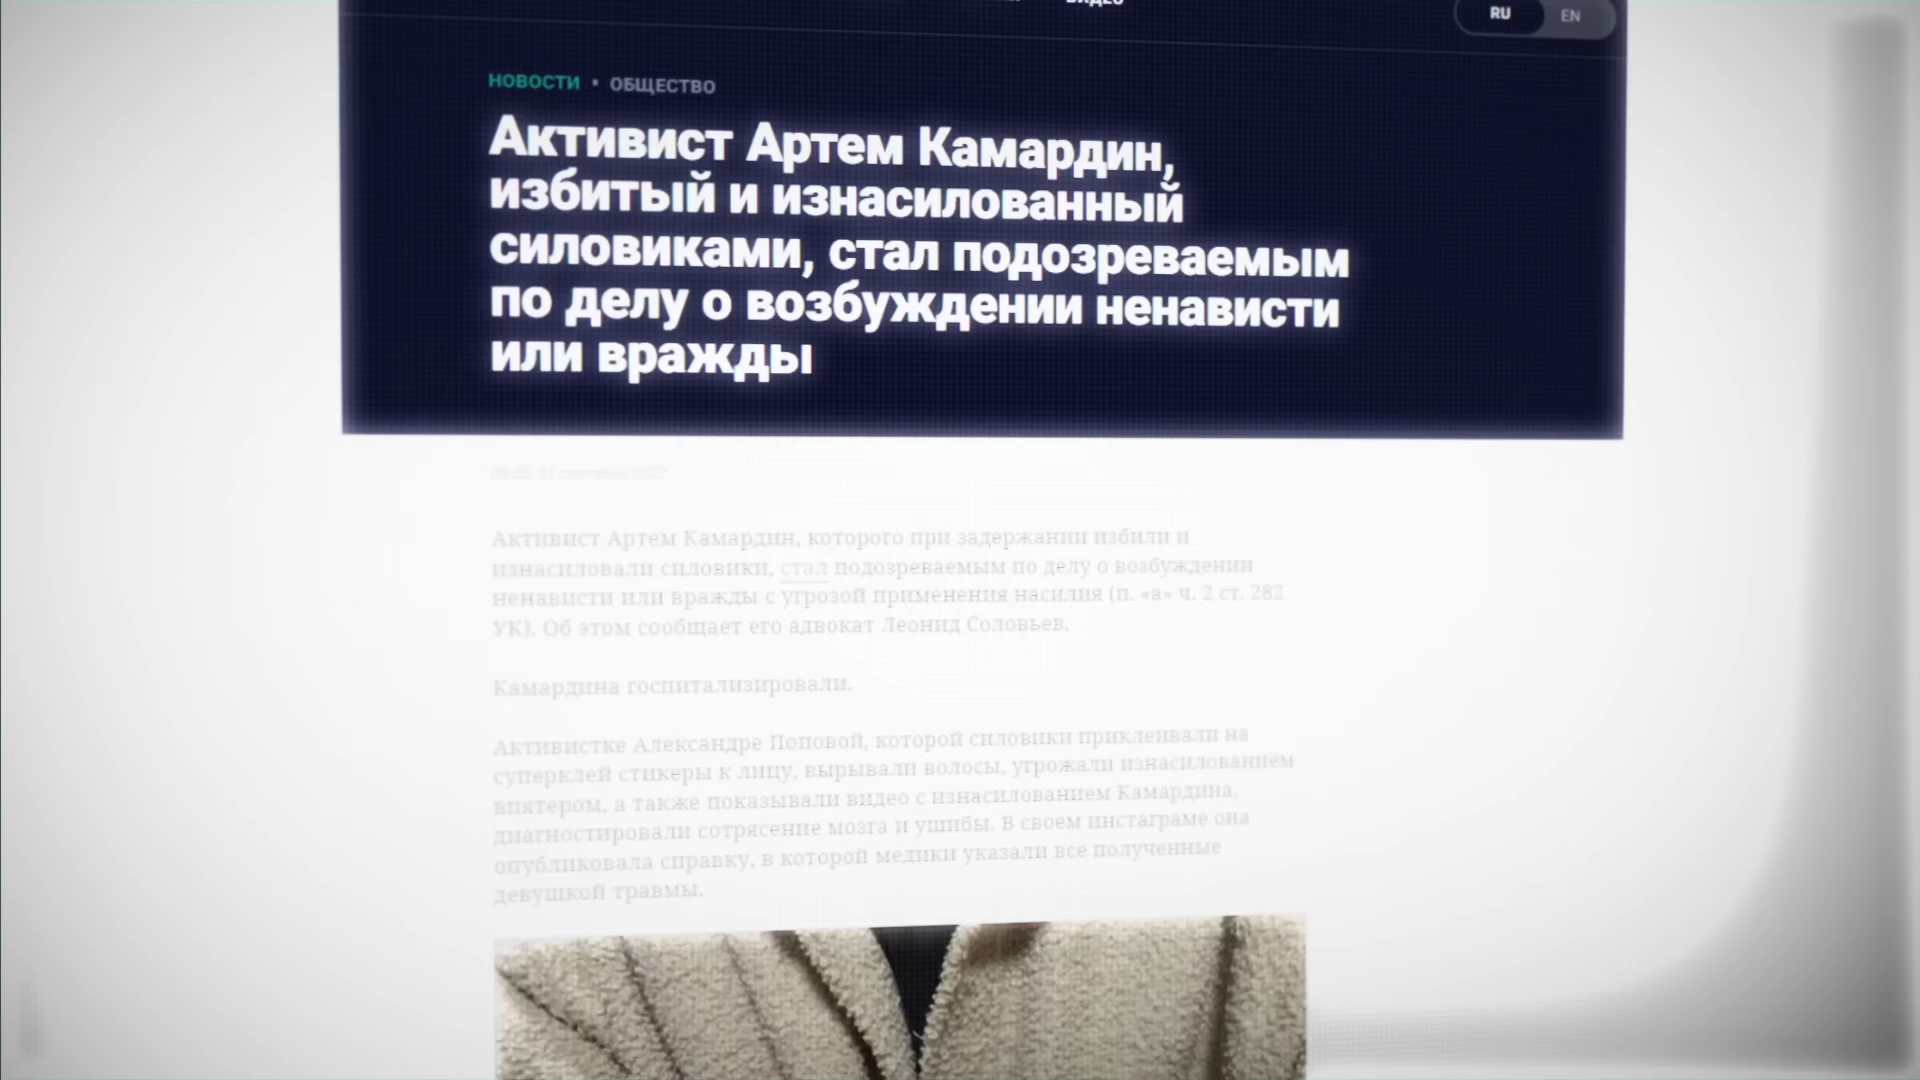 ВИДЕО
RU
EN
НОВОСТИ • ОБЩЕСТВО
Активист Артем Камардин,
избитый и изнасилованный
силовиками, стал подозреваемым
по делу о возбуждении ненависти
или вражды
Активист Артем Камардин, которого при задержании избили и
изнасиловали силовики, стал подозреваемым по делу о возбуждении
ненависти или вражды с угрозой применения насилия (п. «а» ч. 2 ст. 282
УК). Об этом сообщает его адвокат Леонид Соловьев.
Камардина госпитализировали.
Активистке Александре Поповой, которой силовики приклеивали на
суперклей стикеры к лицу, вырывали волосы, угрожали изнасилованием
впятером, а также показывали видео с изнасилованием Камардина,
диагностировали сотрясение мозга и ушибы. В своем инстаграме она
опубликовала справку, в которой медики указали все полученные
девушкой травмы.